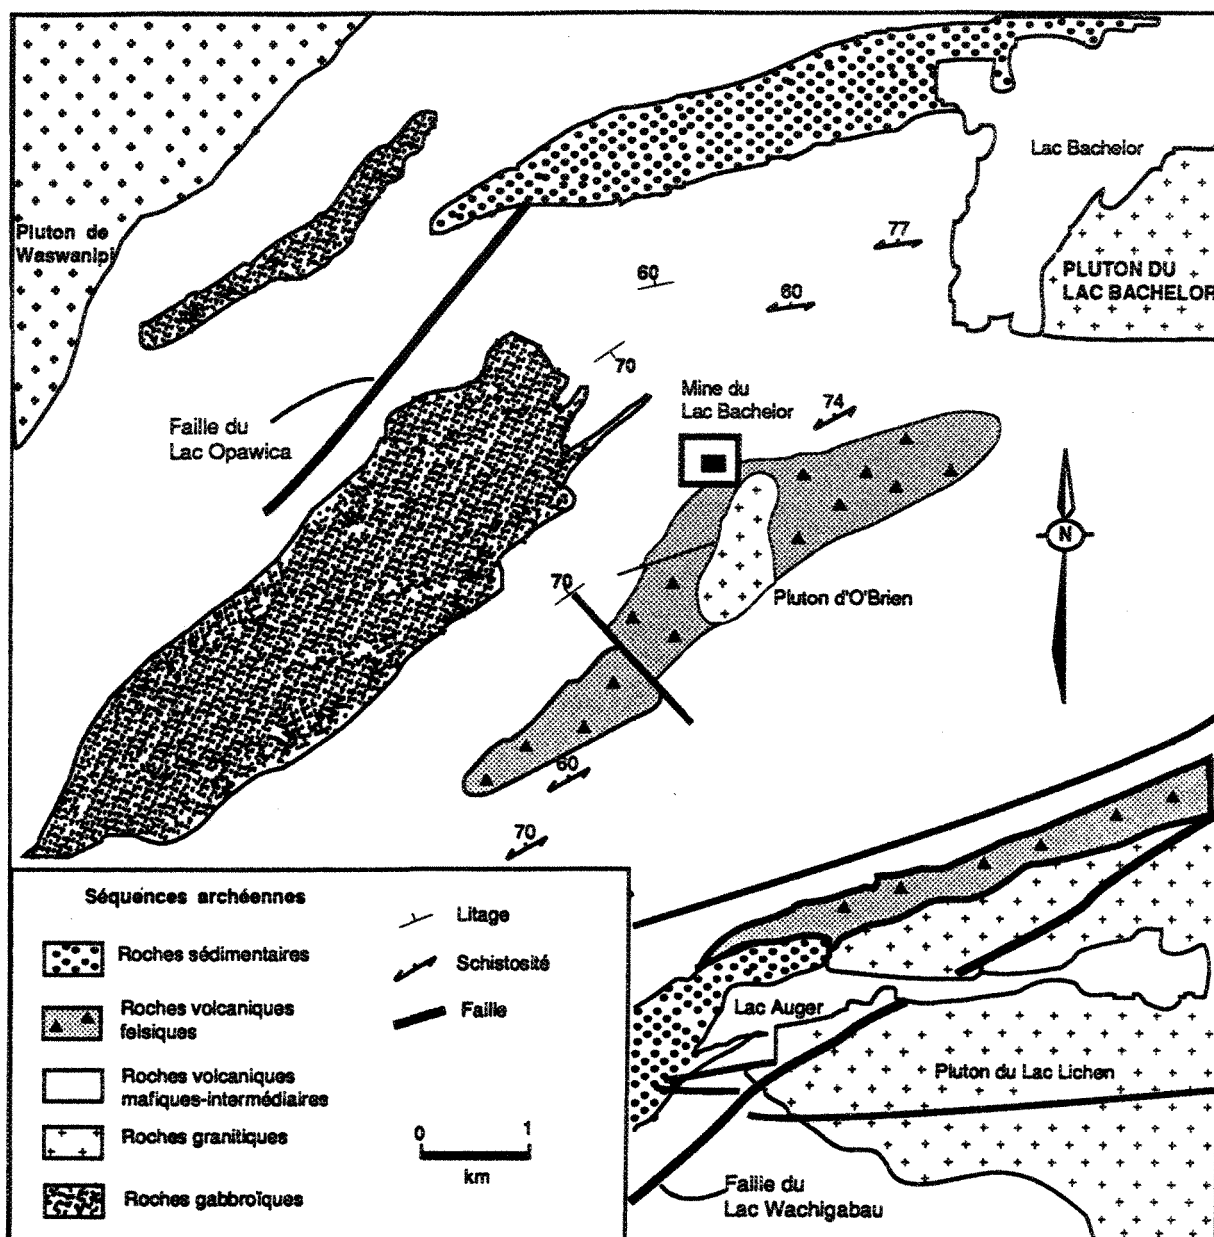 Lac Bachelor
Pluton de
Waswanipi
77
PLUTON DU
LAC BACHELOR
60
80
70
Mine du
Lac Bachelor
74
Faille du
Lac Opawica
N
70
Pluton d'O'Brien
60
70
Séquences archéennes
Roches sédimentaires
Roches volcaniques
felsiques
Roches volcaniques
mafiques-intermédiaires
Roches granitiques
Roches gabbroïques
Litage
Schistosité
Faille
0 1
km
Lac Auger
Pluton du Lac Lichen
Faille du
Lac Wachigabau